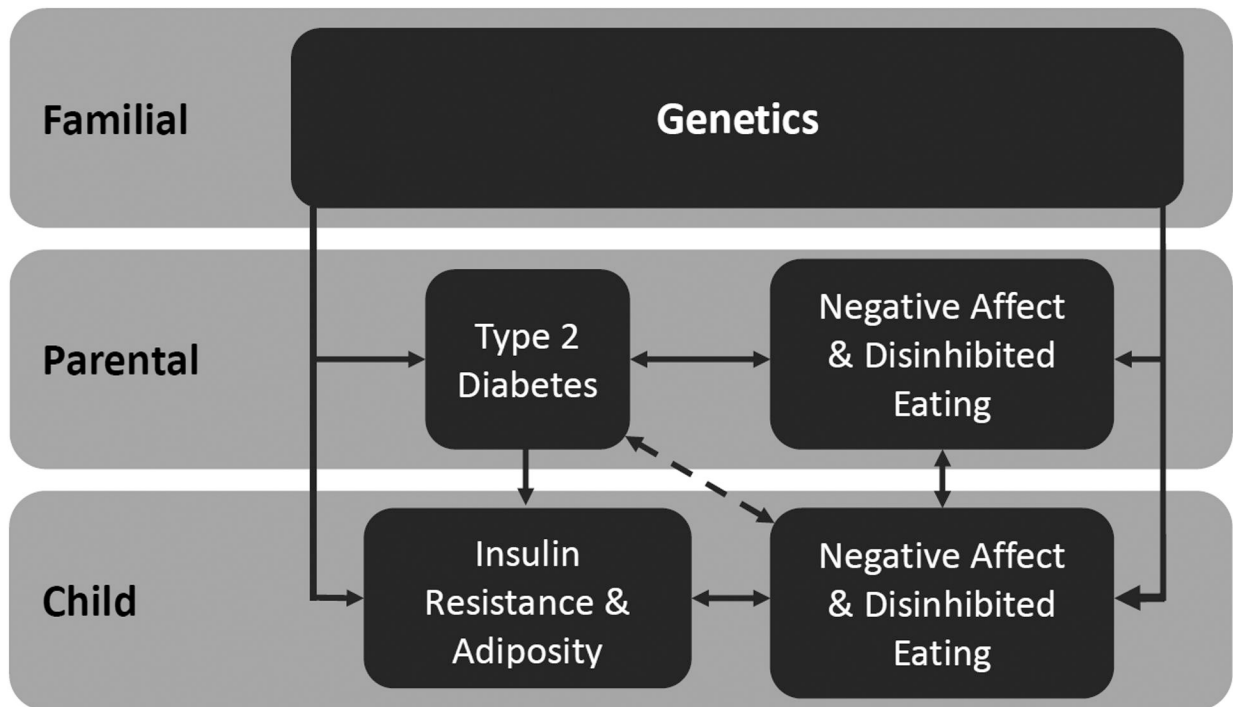 Familial
Genetics
Parental
Type 2
Diabetes
Negative Affect
& Disinhibited
Eating
Child
Insulin
Resistance &
Adiposity
Negative Affect
& Disinhibited
Eating